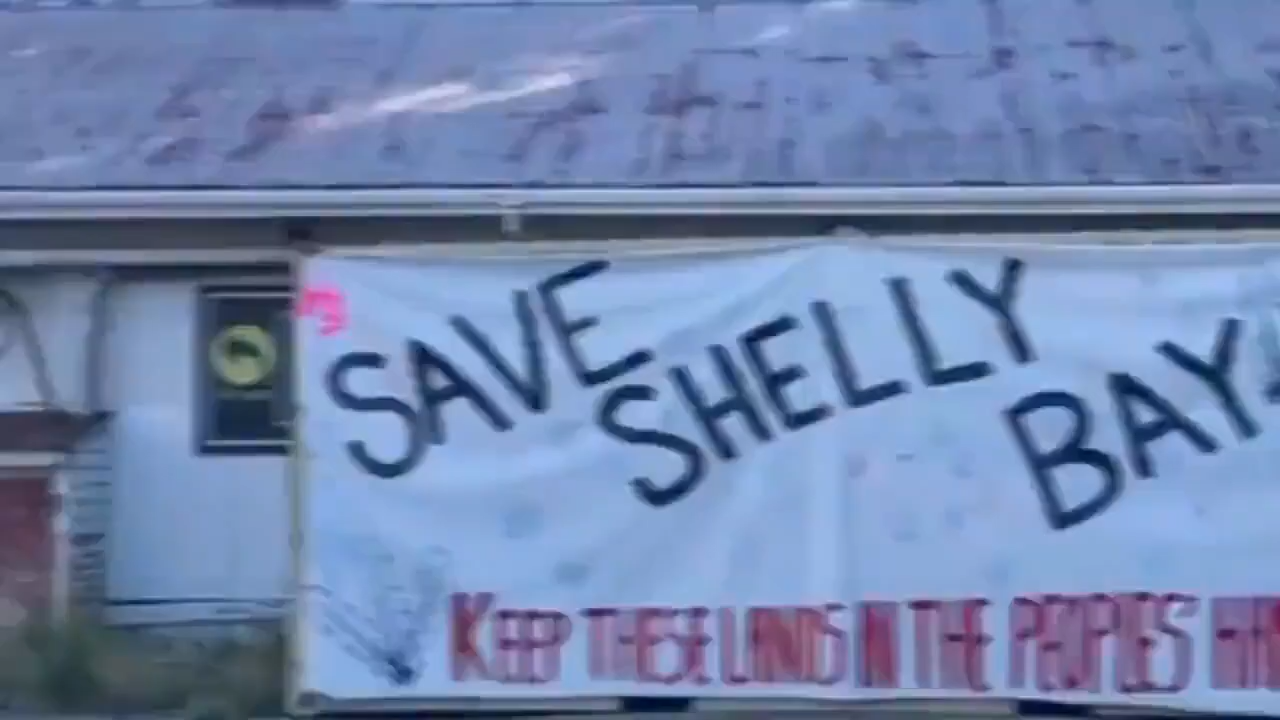 SAVE
SHELLY
BAY
KEEP THESE LANDS IN THE PEOPLES